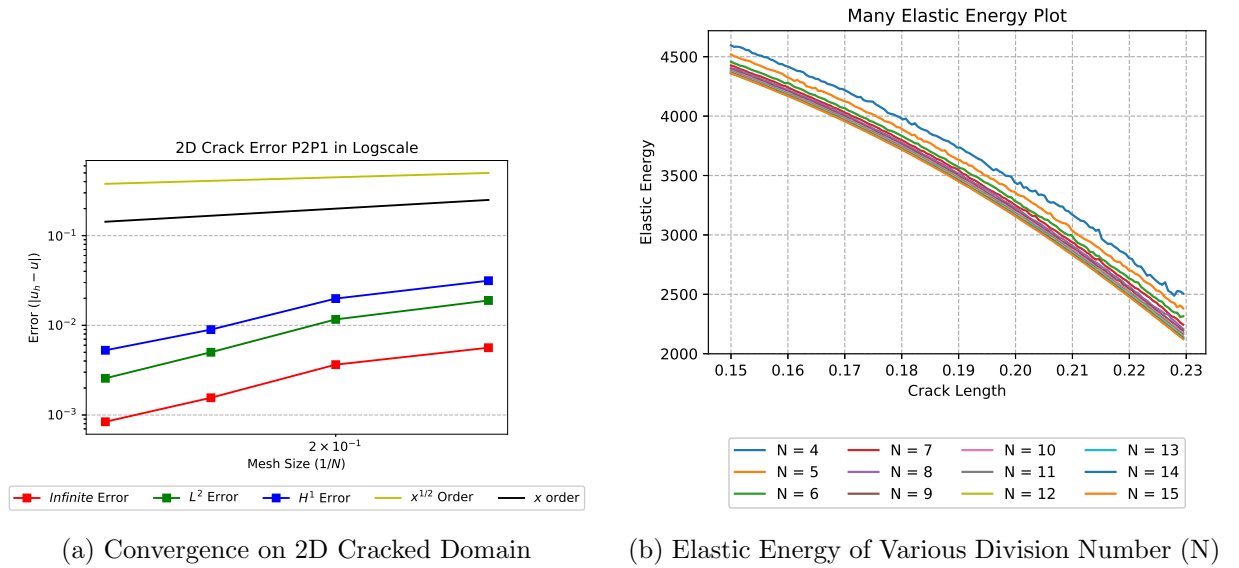 2D Crack Error P2P1 in Logscale
Error (|u_h − u|)
10⁻¹
10⁻²
10⁻³
2 × 10⁻¹
Mesh Size (1/N)
Infinite Error
L² Error
H¹ Error
x^{1/2} Order
x order
(a) Convergence on 2D Cracked Domain
Many Elastic Energy Plot
Elastic Energy
4500
4000
3500
3000
2500
2000
0.15 0.16 0.17 0.18 0.19 0.20 0.21 0.22 0.23
Crack Length
N = 4 N = 7 N = 10 N = 13
N = 5 N = 8 N = 11 N = 14
N = 6 N = 9 N = 12 N = 15
(b) Elastic Energy of Various Division Number (N)